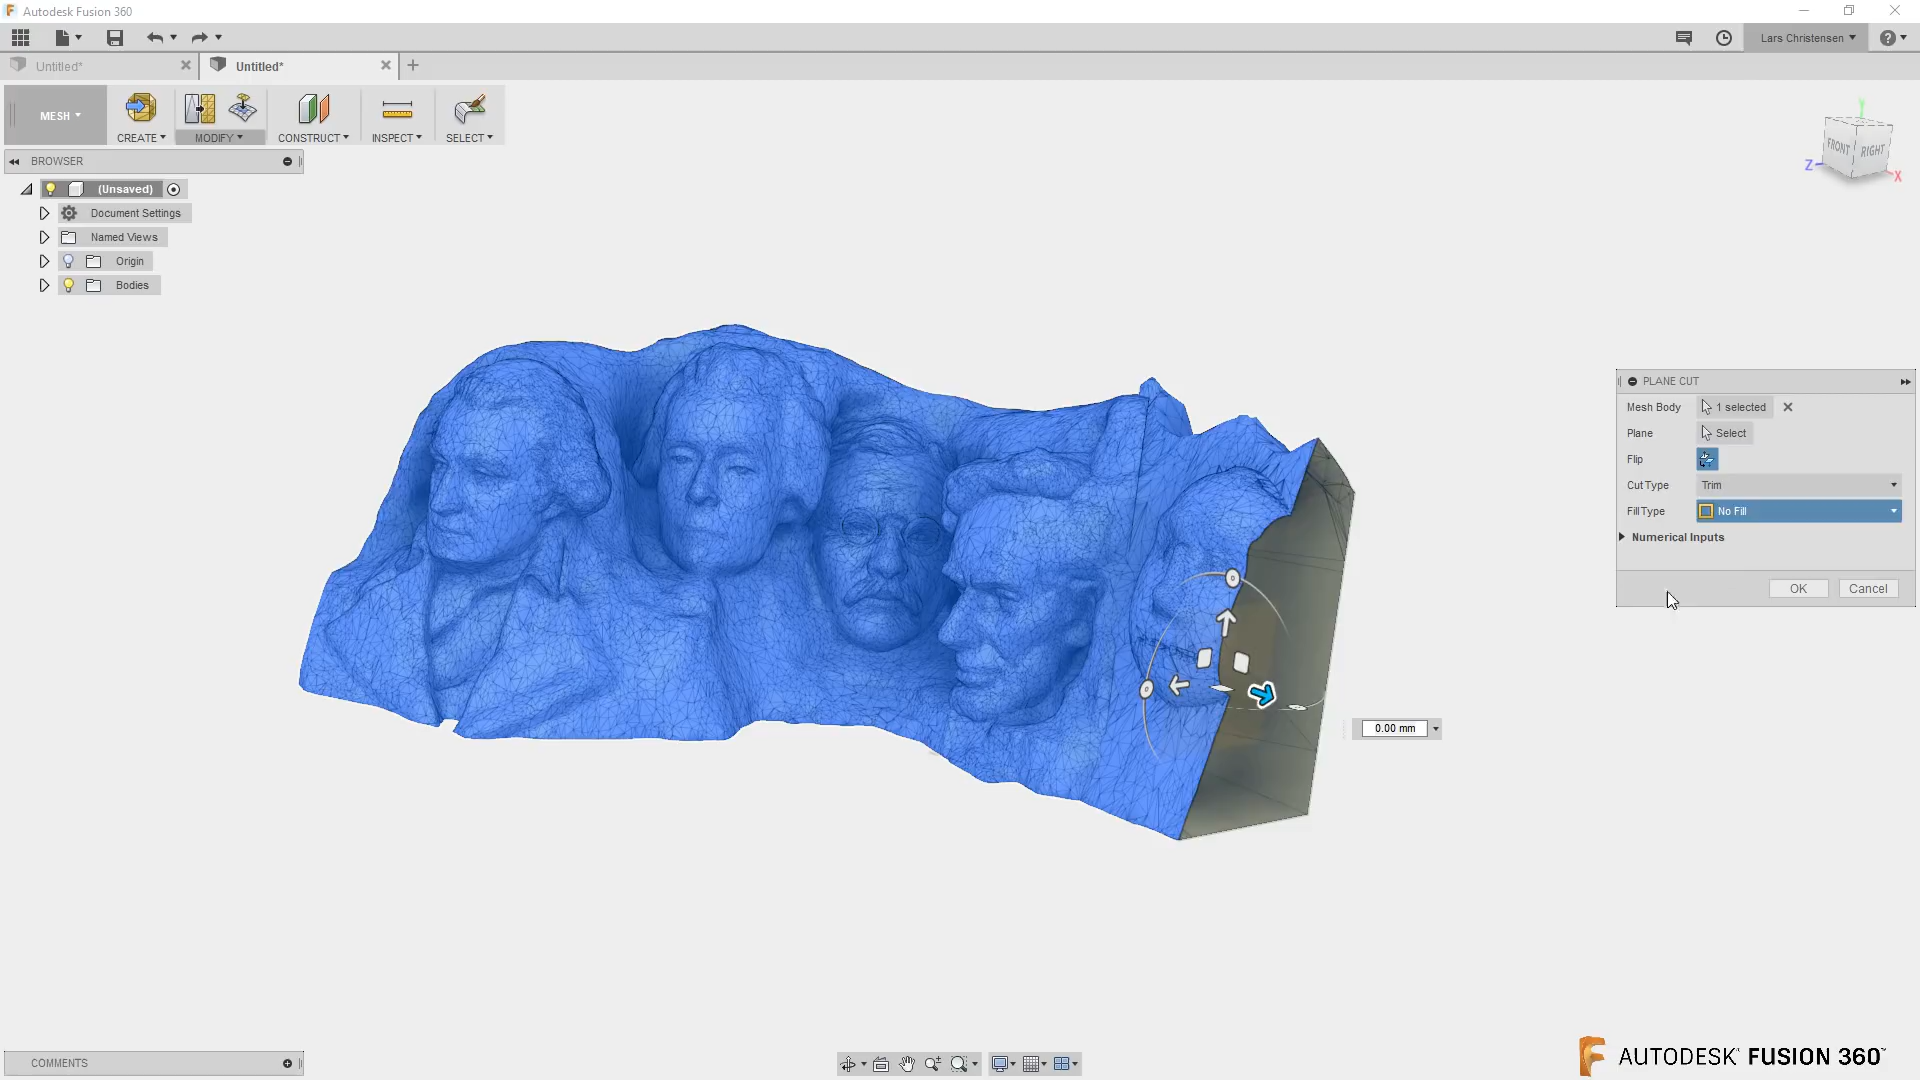 Autodesk Fusion 360
Lars Christensen
Untitled*
Untitled*
MESH
CREATE
MODIFY
CONSTRUCT
INSPECT
SELECT
BROWSER
(Unsaved)
Document Settings
Named Views
Origin
Bodies
Y
FRONT
RIGHT
Z
X
PLANE CUT
Mesh Body
1 selected
Plane
Select
Flip
Cut Type
Trim
Fill Type
No Fill
Numerical Inputs
OK
Cancel
0.00 mm
COMMENTS
AUTODESK® FUSION 360™